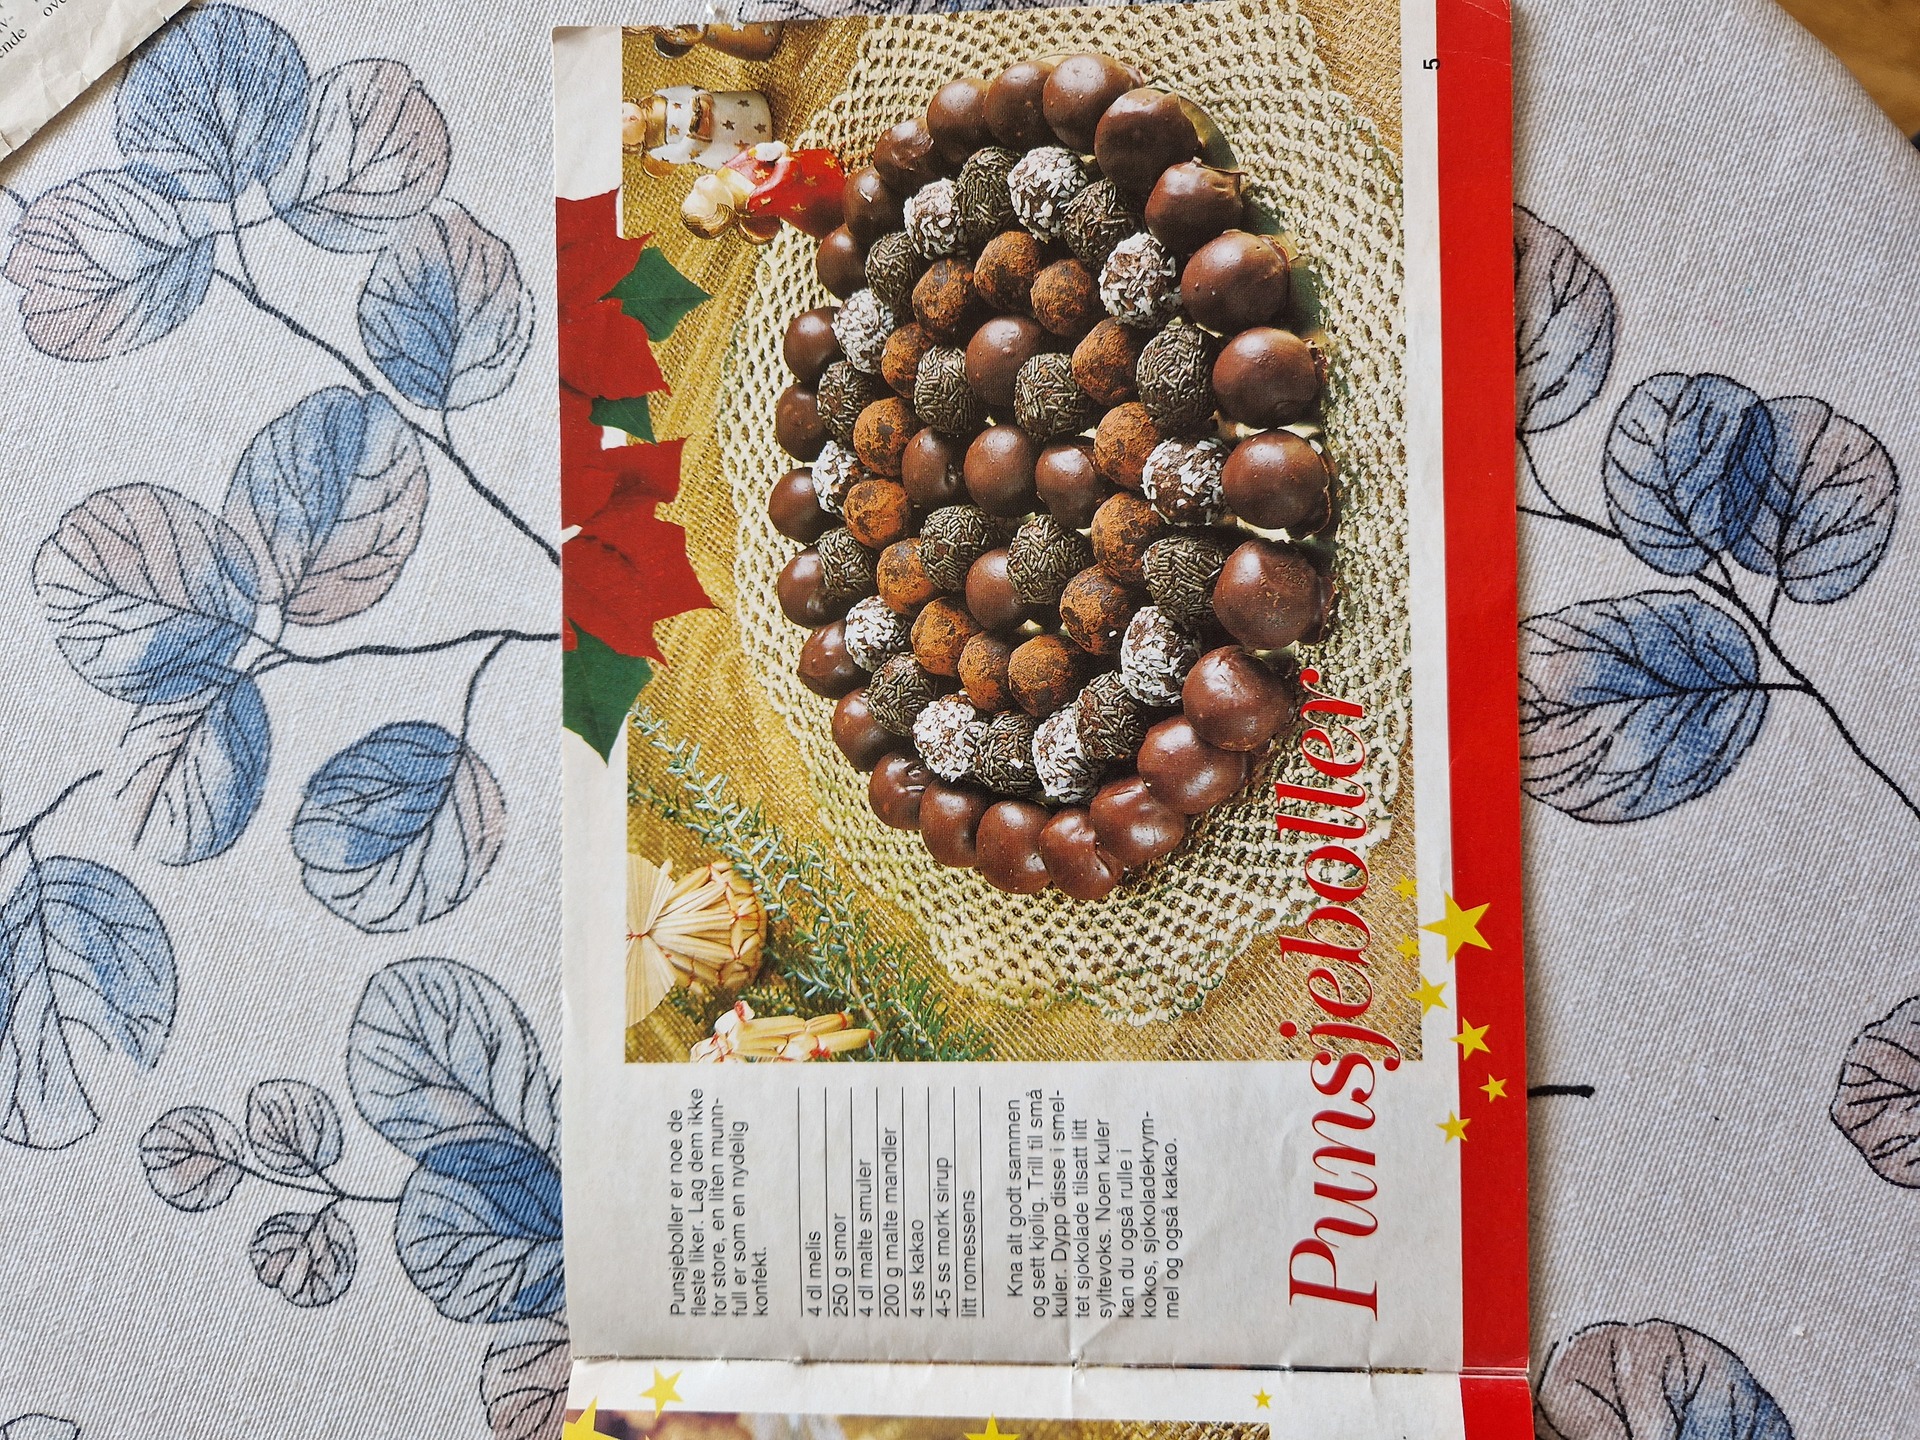 ende
Punsjeboller er noe de
fleste liker. Lag dem ikke
for store, en liten munn-
full er som en nydelig
konfekt.
4 dl melis
250 g smør
4 dl malte smuler
200 g malte mandler
4 ss kakao
4-5 ss mørk sirup
litt romessens
Kna alt godt sammen
og sett kjølig. Trill til små
kuler. Dypp disse i smel-
tet sjokolade tilsatt litt
syltevoks. Noen kuler
kan du også rulle i
kokos, sjokoladekrym-
mel og også kakao.
Punsjeboller
5